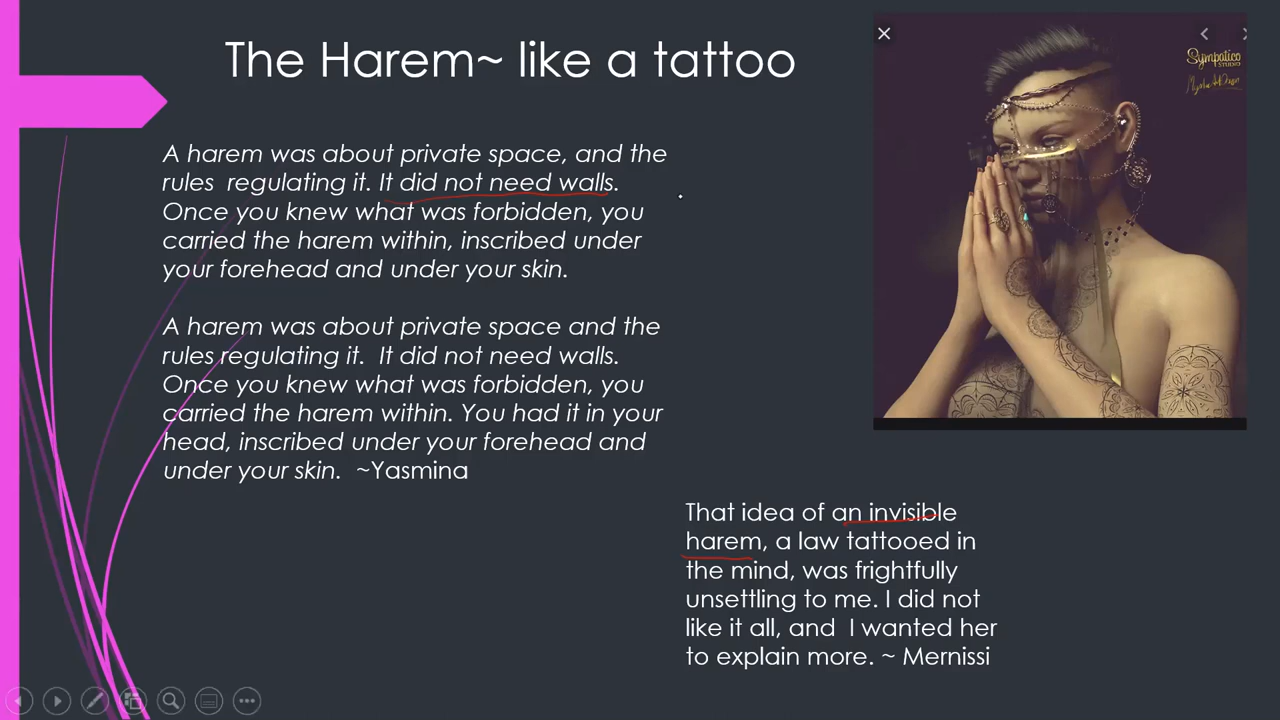 The Harem~ like a tattoo
A harem was about private space, and the
rules regulating it. It did not need walls.
Once you knew what was forbidden, you
carried the harem within, inscribed under
your forehead and under your skin.
A harem was about private space and the
rules regulating it. It did not need walls.
Once you knew what was forbidden, you
carried the harem within. You had it in your
head, inscribed under your forehead and
under your skin. ~Yasmina
Sympatico
STUDIO
That idea of an invisible
harem, a law tattooed in
the mind, was frightfully
unsettling to me. I did not
like it all, and I wanted her
to explain more. ~ Mernissi